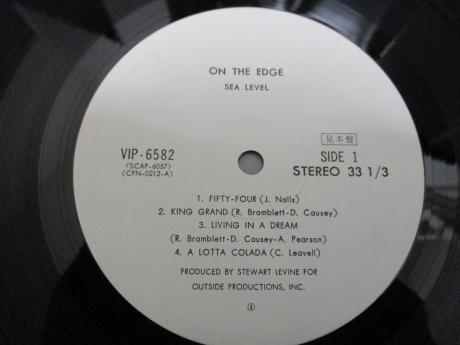 ON THE EDGE
SEA LEVEL
見本盤
VIP-6582 SIDE 1
(SCAP-6057) STEREO 33 1/3
(CPN-0212-A)
1. FIFTY-FOUR (J. Nalls)
2. KING GRAND (R. Bramblett-D. Causey)
3. LIVING IN A DREAM
(R. Bramblett-D. Causey-A. Pearson)
4. A LOTTA COLADA (C. Leavell)
PRODUCED BY STEWART LEVINE FOR
OUTSIDE PRODUCTIONS, INC.
④